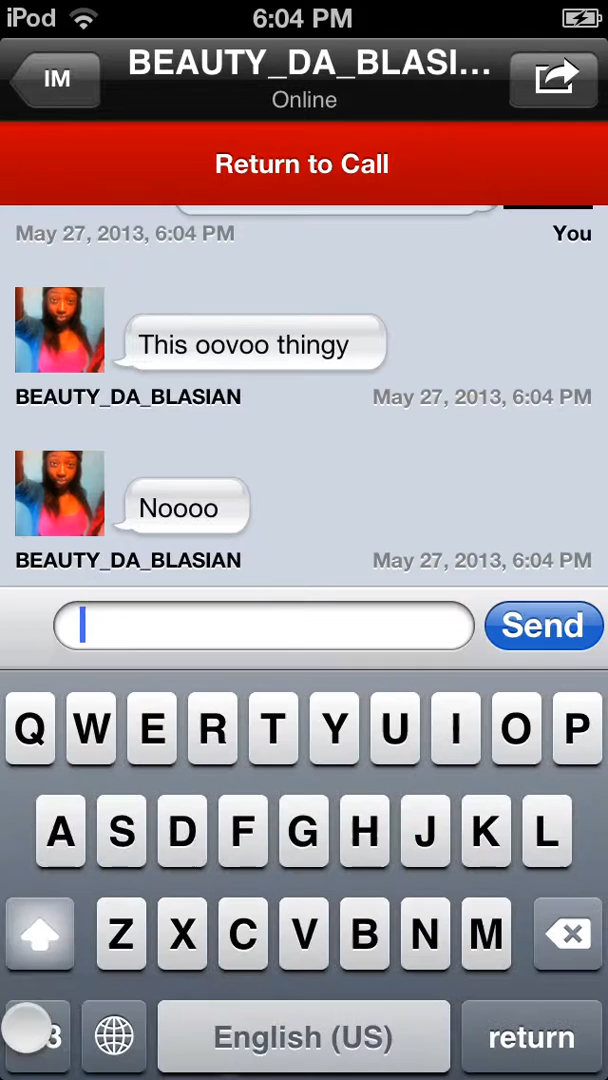 iPod 6:04 PM
IM
BEAUTY_DA_BLASI...
Online
Return to Call
May 27, 2013, 6:04 PM You
This oovoo thingy
BEAUTY_DA_BLASIAN May 27, 2013, 6:04 PM
Noooo
BEAUTY_DA_BLASIAN May 27, 2013, 6:04 PM
Send
Q W E R T Y U I O P
A S D F G H J K L
Z X C V B N M
3 English (US) return